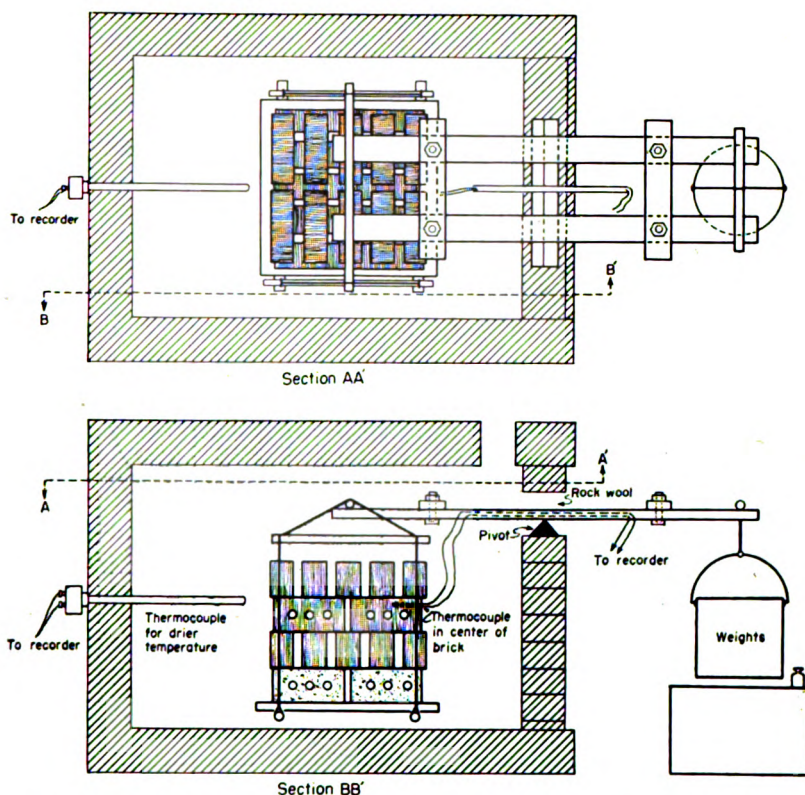 To recorder
B
B'
Section AA'
A
A'
Rock wool
Pivot
To recorder
Thermocouple
for drier
temperature
To recorder
Thermocouple
in center of
brick
Weights
Section BB'